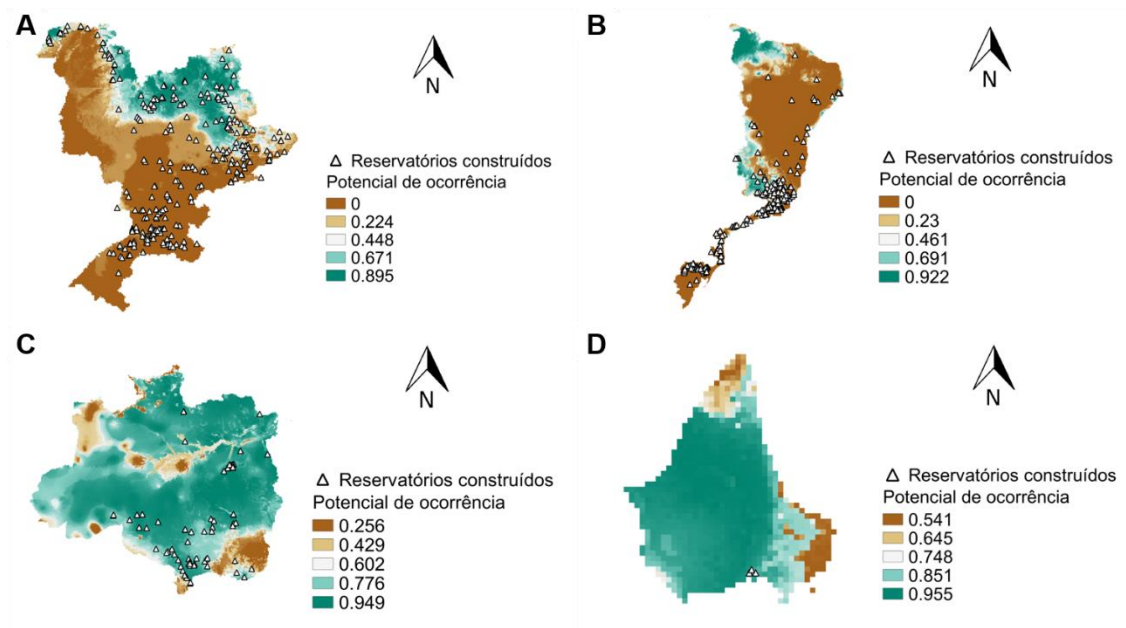 A
N
Reservatórios construídos
Potencial de ocorrência
0
0.224
0.448
0.671
0.895
B
N
Reservatórios construídos
Potencial de ocorrência
0
0.23
0.461
0.691
0.922
C
N
Reservatórios construídos
Potencial de ocorrência
0.256
0.429
0.602
0.776
0.949
D
N
Reservatórios construídos
Potencial de ocorrência
0.541
0.645
0.748
0.851
0.955